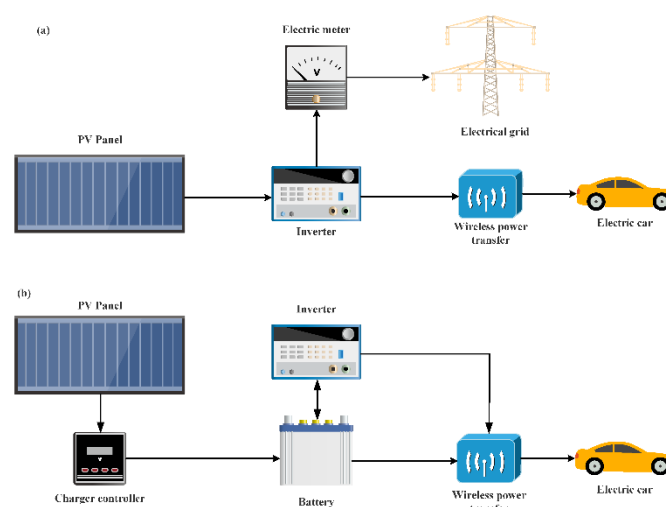 (a)
Electric meter
V
PV Panel
Electrical grid
Inverter
Wireless power
transfer
Electric car
(b)
PV Panel
Inverter
V
Charger controller
Battery
Wireless power
transfer
Electric car